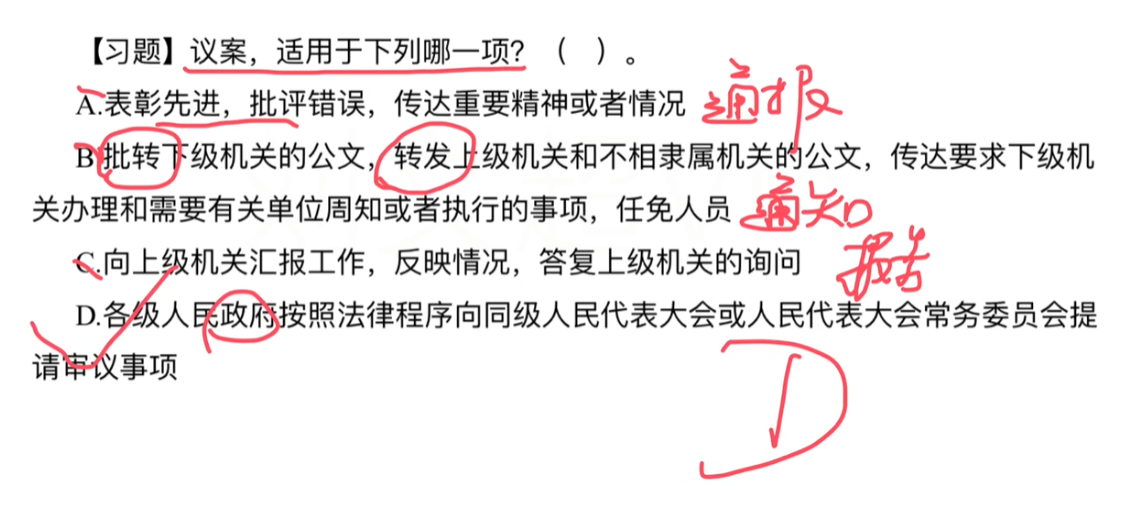 【习题】议案，适用于下列哪一项？（ ）。
A.表彰先进，批评错误，传达重要精神或者情况 通报
B.批转下级机关的公文，转发上级机关和不相隶属机关的公文，传达要求下级机
关办理和需要有关单位周知或者执行的事项，任免人员 通知
C.向上级机关汇报工作，反映情况，答复上级机关的询问 报告
D.各级人民政府按照法律程序向同级人民代表大会或人民代表大会常务委员会提
请审议事项
D